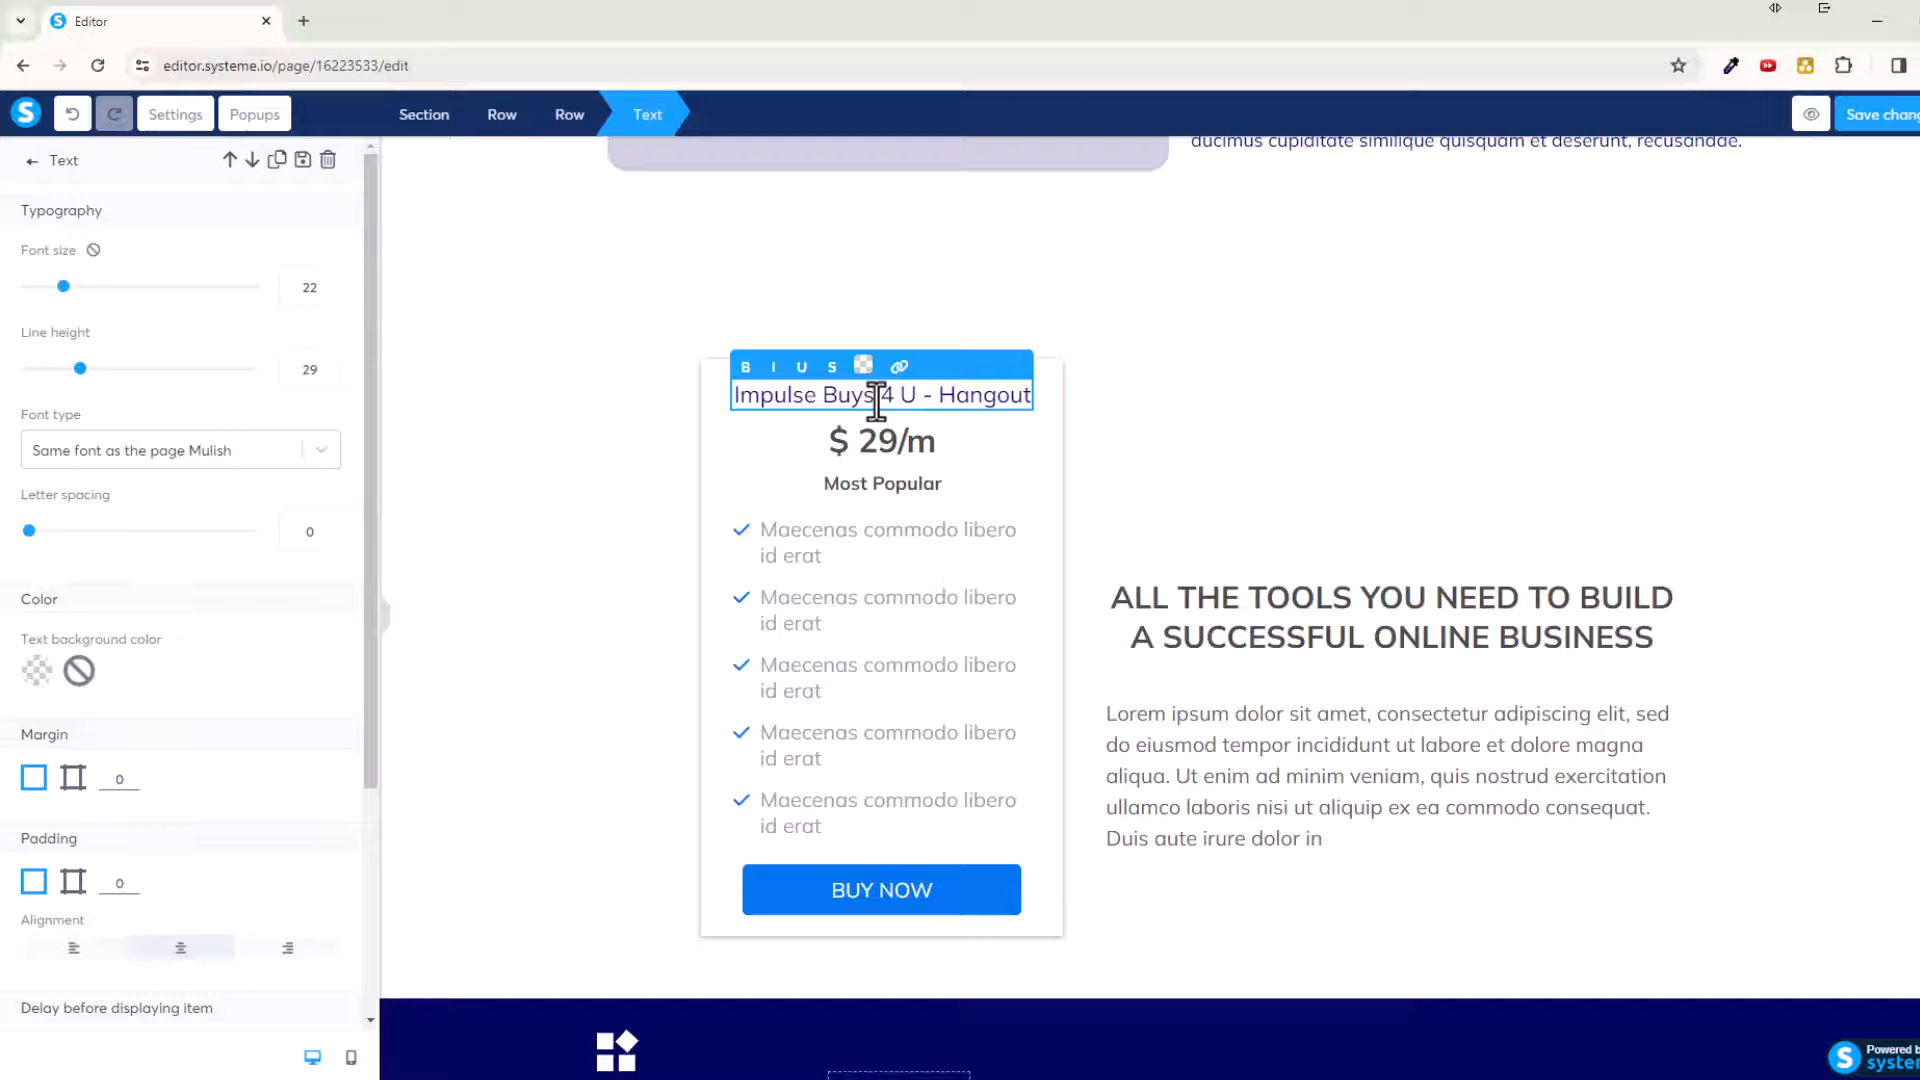 Editor
editor.systeme.io/page/16223533/edit
Settings
Popups
Section
Row
Row
Text
Save chang
Text
Typography
Font size
22
Line height
29
Font type
Same font as the page Mulish
Letter spacing
0
Color
Text background color
Margin
0
Padding
0
Alignment
Delay before displaying item
ducimus cupiditate similique quisquam et deserunt, recusandae.
B I U S
Impulse Buys 4 U - Hangout
$ 29/m
Most Popular
Maecenas commodo libero
id erat
Maecenas commodo libero
id erat
Maecenas commodo libero
id erat
Maecenas commodo libero
id erat
Maecenas commodo libero
id erat
BUY NOW
ALL THE TOOLS YOU NEED TO BUILD
A SUCCESSFUL ONLINE BUSINESS
Lorem ipsum dolor sit amet, consectetur adipiscing elit, sed
do eiusmod tempor incididunt ut labore et dolore magna
aliqua. Ut enim ad minim veniam, quis nostrud exercitation
ullamco laboris nisi ut aliquip ex ea commodo consequat.
Duis aute irure dolor in
Powered by
system